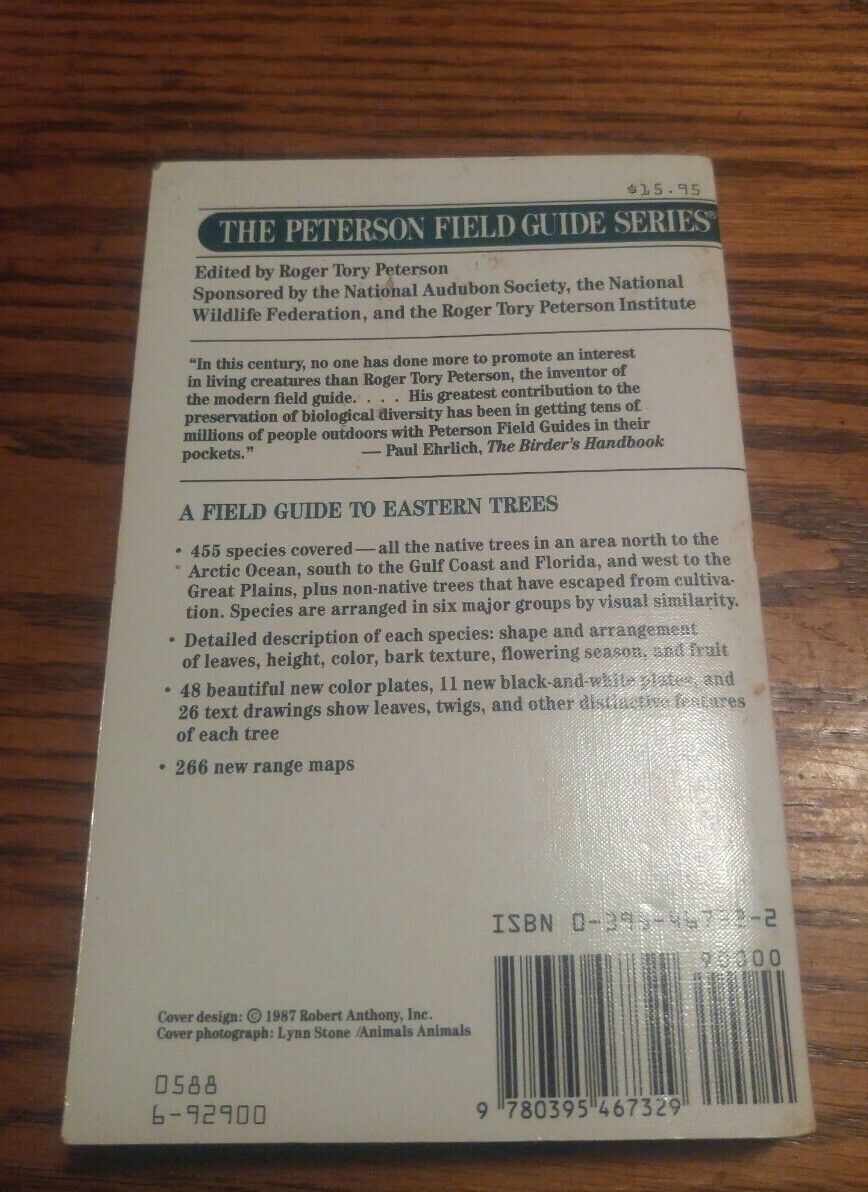 $15.95
THE PETERSON FIELD GUIDE SERIES®
Edited by Roger Tory Peterson
Sponsored by the National Audubon Society, the National
Wildlife Federation, and the Roger Tory Peterson Institute
"In this century, no one has done more to promote an interest
in living creatures than Roger Tory Peterson, the inventor of
the modern field guide. . . . His greatest contribution to the
preservation of biological diversity has been in getting tens of
millions of people outdoors with Peterson Field Guides in their
pockets." — Paul Ehrlich, The Birder's Handbook
A FIELD GUIDE TO EASTERN TREES
• 455 species covered — all the native trees in an area north to the
Arctic Ocean, south to the Gulf Coast and Florida, and west to the
Great Plains, plus non-native trees that have escaped from cultiva-
tion. Species are arranged in six major groups by visual similarity.
• Detailed description of each species: shape and arrangement
of leaves, height, color, bark texture, flowering season, and fruit
• 48 beautiful new color plates, 11 new black-and-white plates, and
26 text drawings show leaves, twigs, and other distinctive features
of each tree
• 266 new range maps
ISBN 0-395-46732-2
90000
Cover design: © 1987 Robert Anthony, Inc.
Cover photograph: Lynn Stone /Animals Animals
0588
6-92900
9 780395 467329